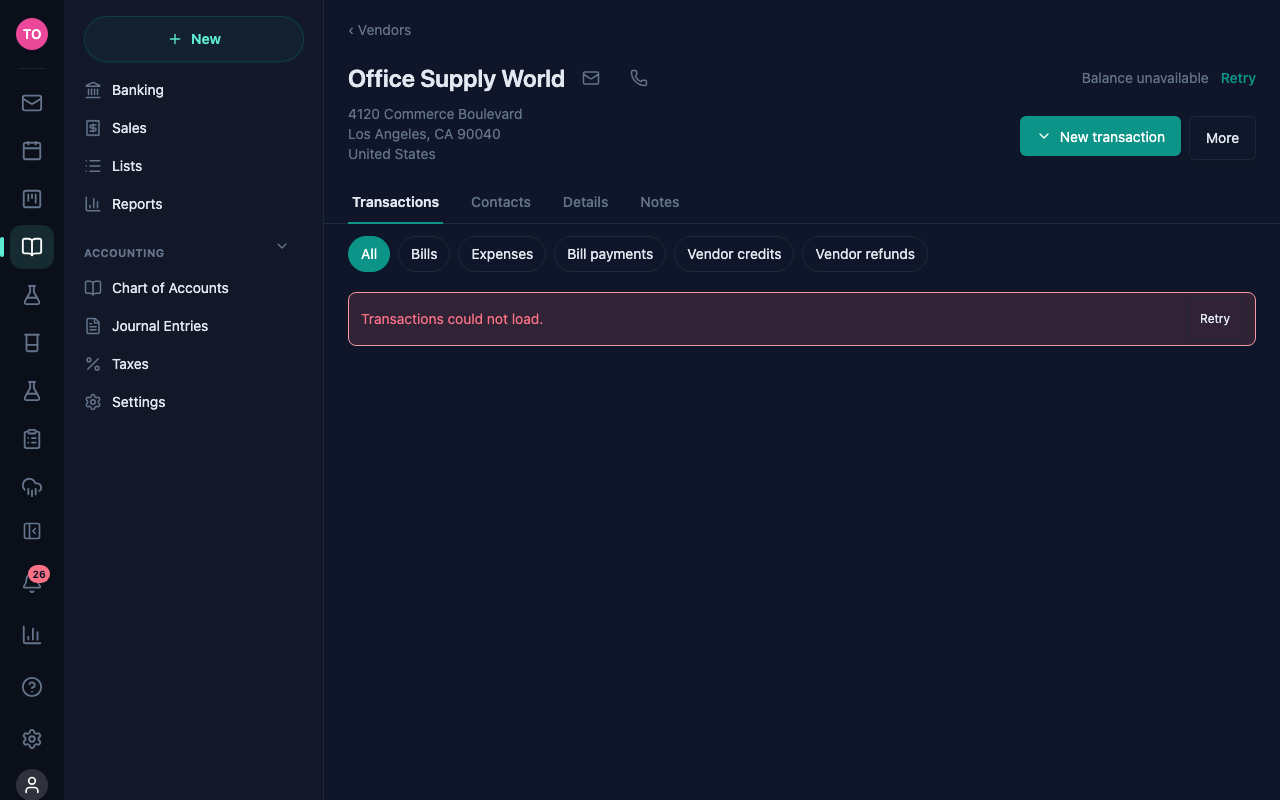 TO
26
New
Banking
Sales
Lists
Reports
ACCOUNTING
Chart of Accounts
Journal Entries
Taxes
Settings
‹ Vendors
Office Supply World
Balance unavailable Retry
4120 Commerce Boulevard
Los Angeles, CA 90040
United States
New transaction
More
Transactions Contacts Details Notes
All Bills Expenses Bill payments Vendor credits Vendor refunds
Transactions could not load. Retry